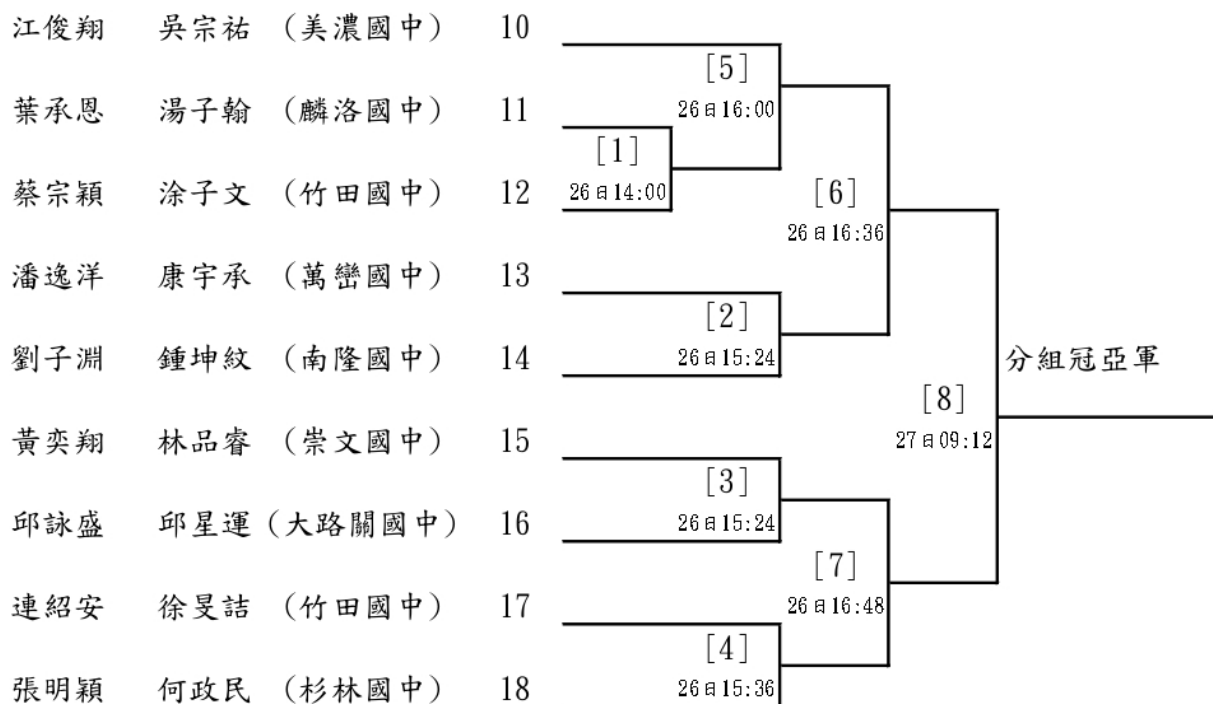 江俊翔 吳宗祐 （美濃國中） 10
[5]
26日16:00
葉承恩 湯子翰 （麟洛國中） 11
[1]
26日14:00
蔡宗穎 涂子文 （竹田國中） 12
[6]
26日16:36
潘逸洋 康宇承 （萬巒國中） 13
[2]
26日15:24
劉子淵 鍾坤紋 （南隆國中） 14
分組冠亞軍
[8]
27日09:12
黃奕翔 林品睿 （崇文國中） 15
[3]
26日15:24
邱詠盛 邱星運（大路關國中） 16
[7]
26日16:48
連紹安 徐旻詰 （竹田國中） 17
[4]
26日15:36
張明穎 何政民 （杉林國中） 18